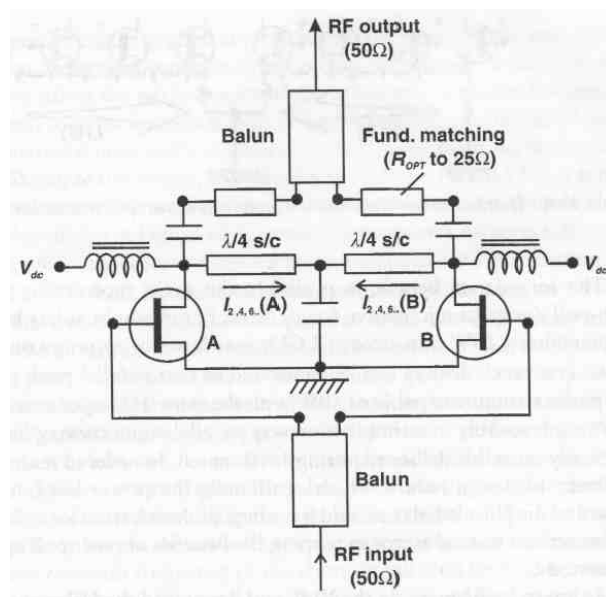 RF output
(50Ω)
Balun
Fund. matching
(R_OPT to 25Ω)
λ/4 s/c
λ/4 s/c
V_dc
V_dc
I_2,4,6..(A)
I_2,4,6..(B)
A
B
Balun
RF input
(50Ω)